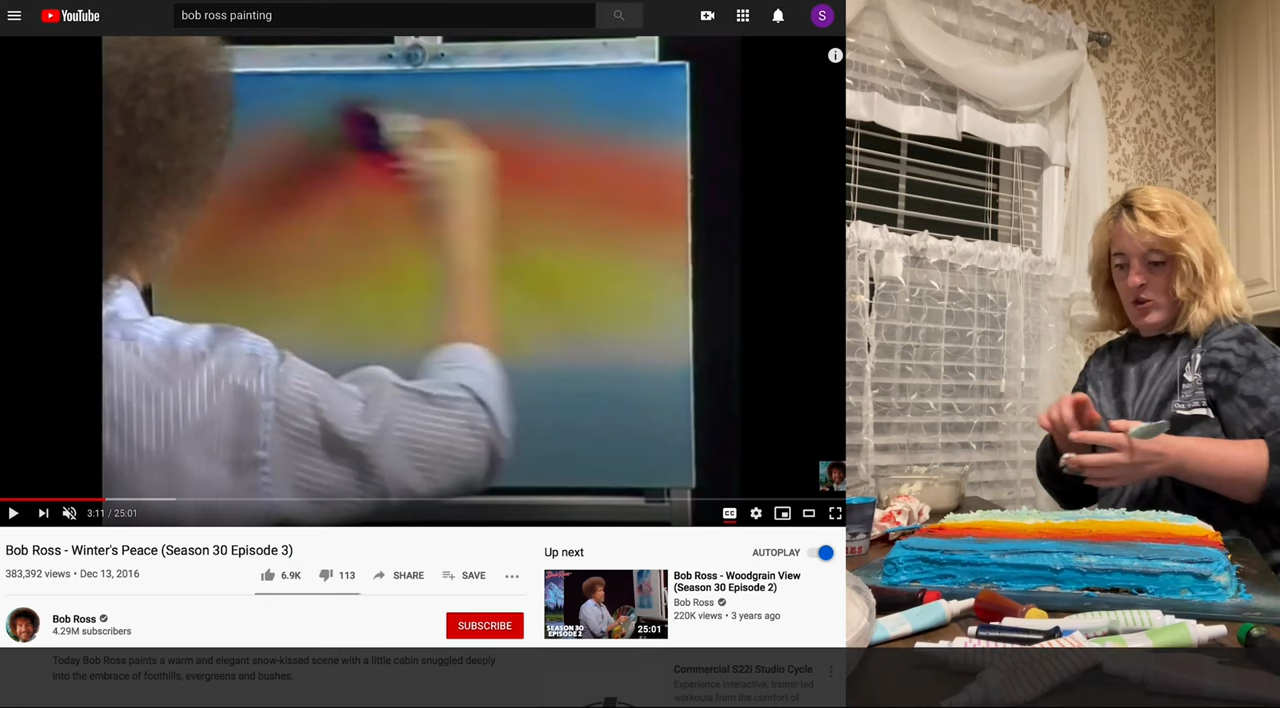 YouTube
bob ross painting
S
3:11 / 25:01
CC
Bob Ross - Winter's Peace (Season 30 Episode 3)
383,392 views • Dec 13, 2016
6.9K
113
SHARE
SAVE
Bob Ross
4.29M subscribers
SUBSCRIBE
Today Bob Ross paints a warm and elegant snow-kissed scene with a little cabin snuggled deeply
into the embrace of foothills, evergreens and bushes.
Up next
AUTOPLAY
Bob Ross
SEASON 30
EPISODE 2
25:01
Bob Ross - Woodgrain View
(Season 30 Episode 2)
Bob Ross
220K views • 3 years ago
Commercial S22i Studio Cycle
Experience interactive, trainer-led
workouts from the comfort of